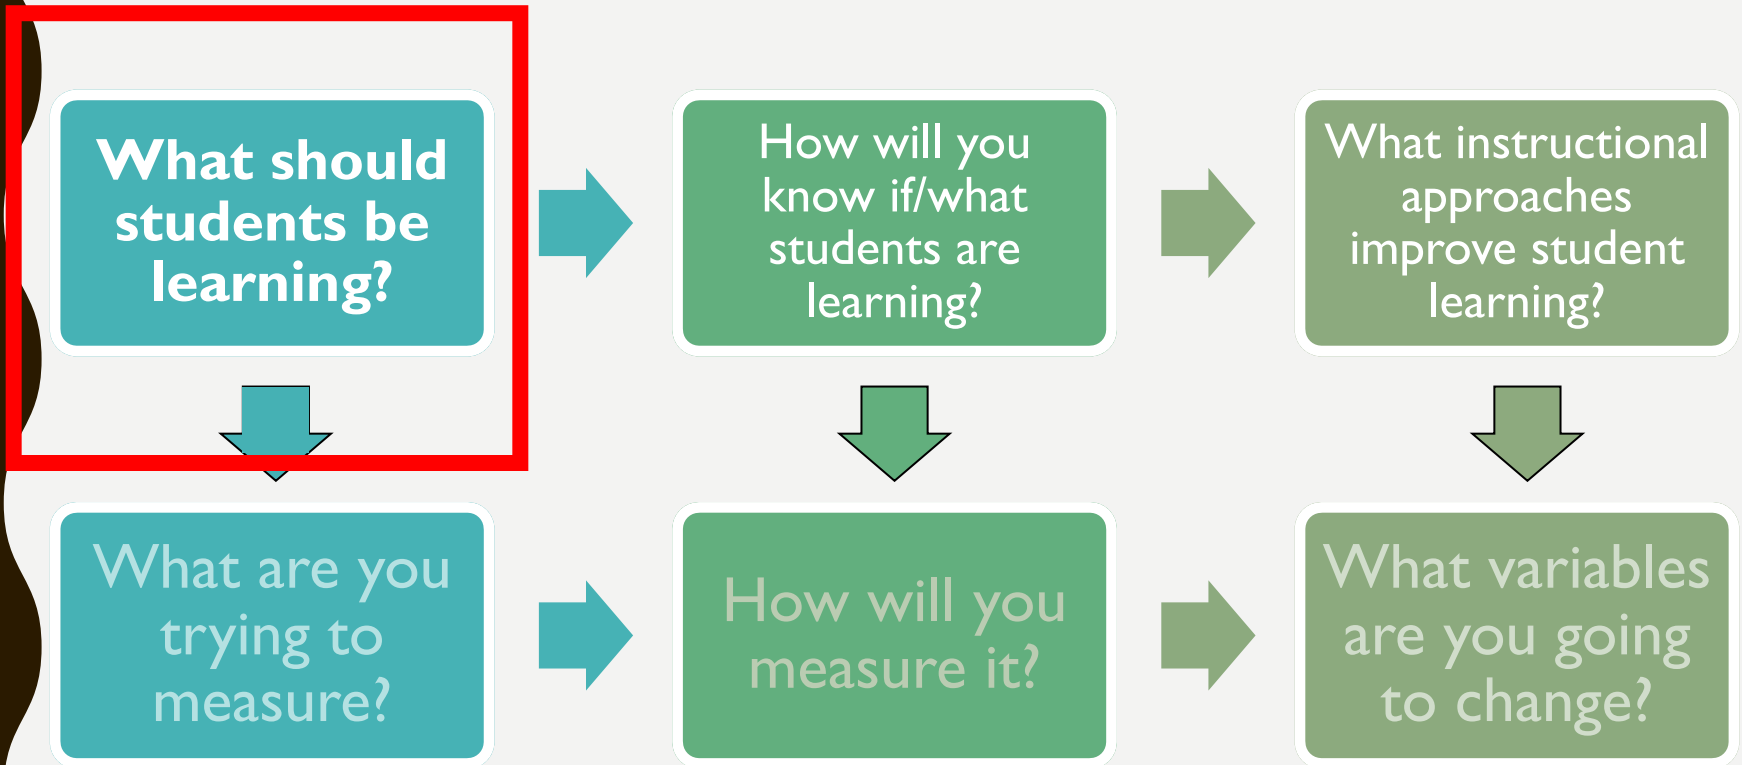 What should
students be
learning?
How will you
know if/what
students are
learning?
What instructional
approaches
improve student
learning?
What are you
trying to
measure?
How will you
measure it?
What variables
are you going
to change?